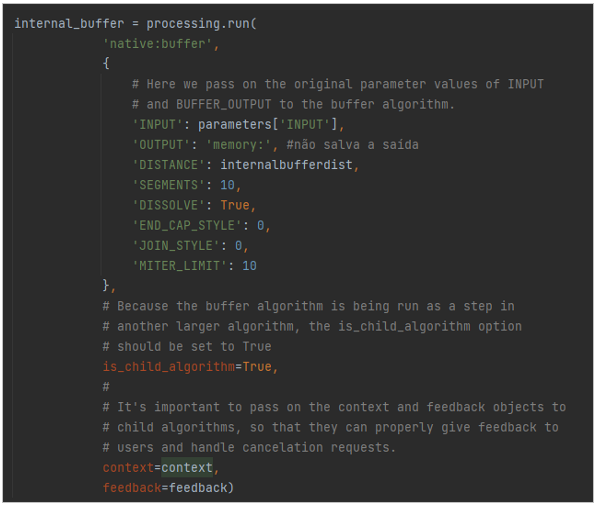 internal_buffer = processing.run(
'native:buffer',
{
# Here we pass on the original parameter values of INPUT
# and BUFFER_OUTPUT to the buffer algorithm.
'INPUT': parameters['INPUT'],
'OUTPUT': 'memory:', #não salva a saída
'DISTANCE': internalbufferdist,
'SEGMENTS': 10,
'DISSOLVE': True,
'END_CAP_STYLE': 0,
'JOIN_STYLE': 0,
'MITER_LIMIT': 10
},
# Because the buffer algorithm is being run as a step in
# another larger algorithm, the is_child_algorithm option
# should be set to True
is_child_algorithm=True,
#
# It's important to pass on the context and feedback objects to
# child algorithms, so that they can properly give feedback to
# users and handle cancelation requests.
context=context,
feedback=feedback)